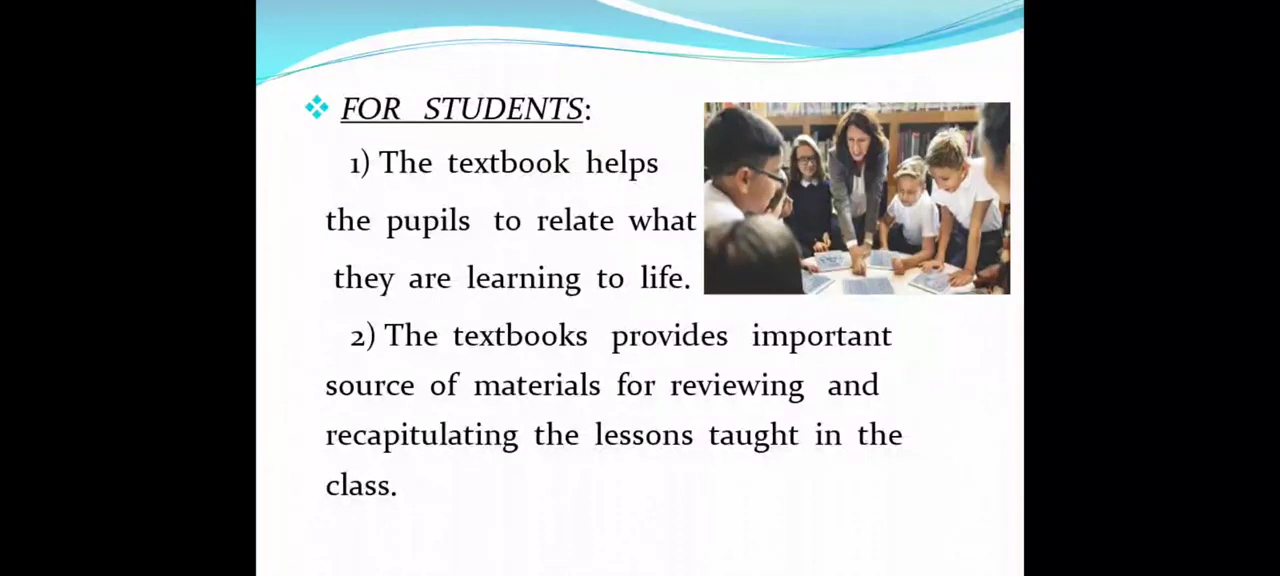 FOR STUDENTS:
1) The textbook helps
the pupils to relate what
they are learning to life.
2) The textbooks provides important
source of materials for reviewing and
recapitulating the lessons taught in the
class.